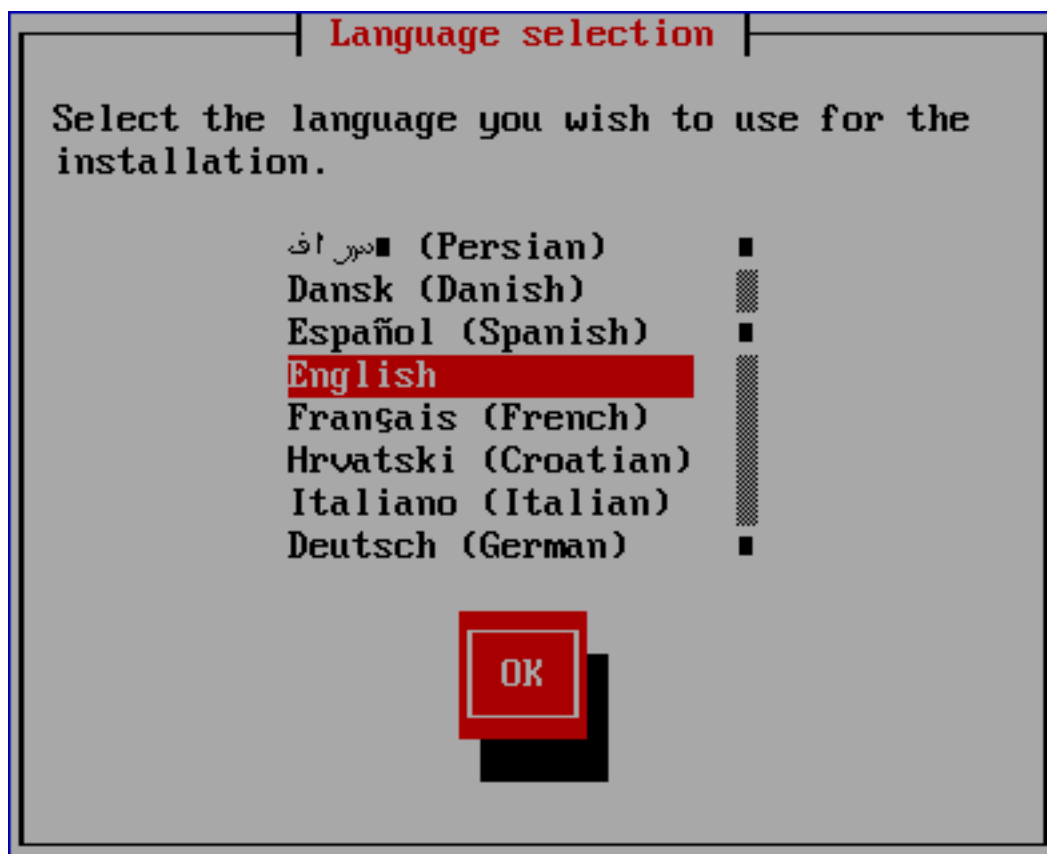 Language selection
Select the language you wish to use for the
installation.
(Persian)
Dansk (Danish)
Español (Spanish)
English
Français (French)
Hrvatski (Croatian)
Italiano (Italian)
Deutsch (German)
OK